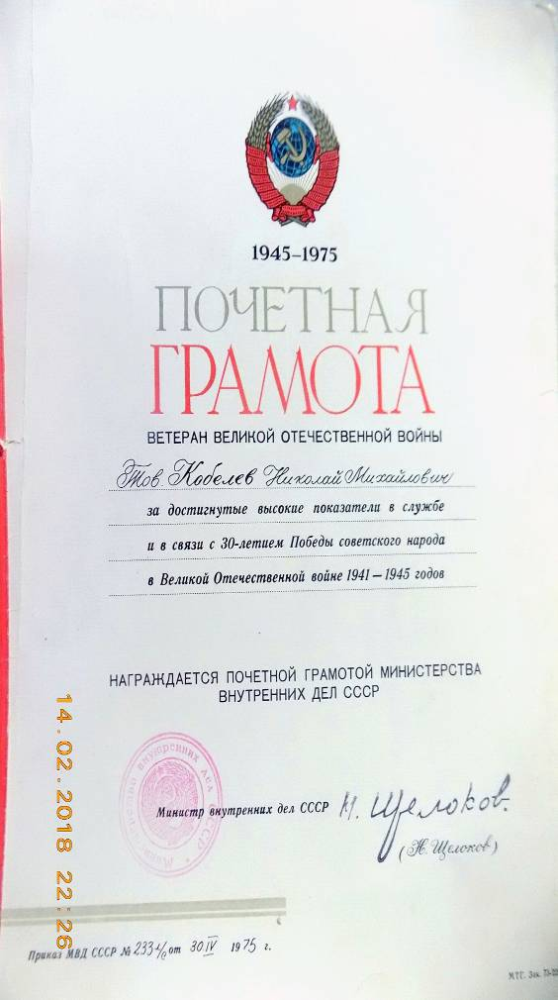 1945–1975
ПОЧЕТНАЯ
ГРАМОТА
ВЕТЕРАН ВЕЛИКОЙ ОТЕЧЕСТВЕННОЙ ВОЙНЫ
Тов Кобелев Николай Михайлович
за достигнутые высокие показатели в службе
и в связи с 30-летием Победы советского народа
в Великой Отечественной войне 1941—1945 годов
НАГРАЖДАЕТСЯ ПОЧЕТНОЙ ГРАМОТОЙ МИНИСТЕРСТВА
ВНУТРЕННИХ ДЕЛ СССР
Министерство внутренних дел СССР
Министр внутренних дел СССР Н. Щелоков.
(Н. Щелоков)
Приказ МВД СССР № 233 л/с от 30 IV 1975 г.
МТГ. Зак.
14.02.2018 22:26